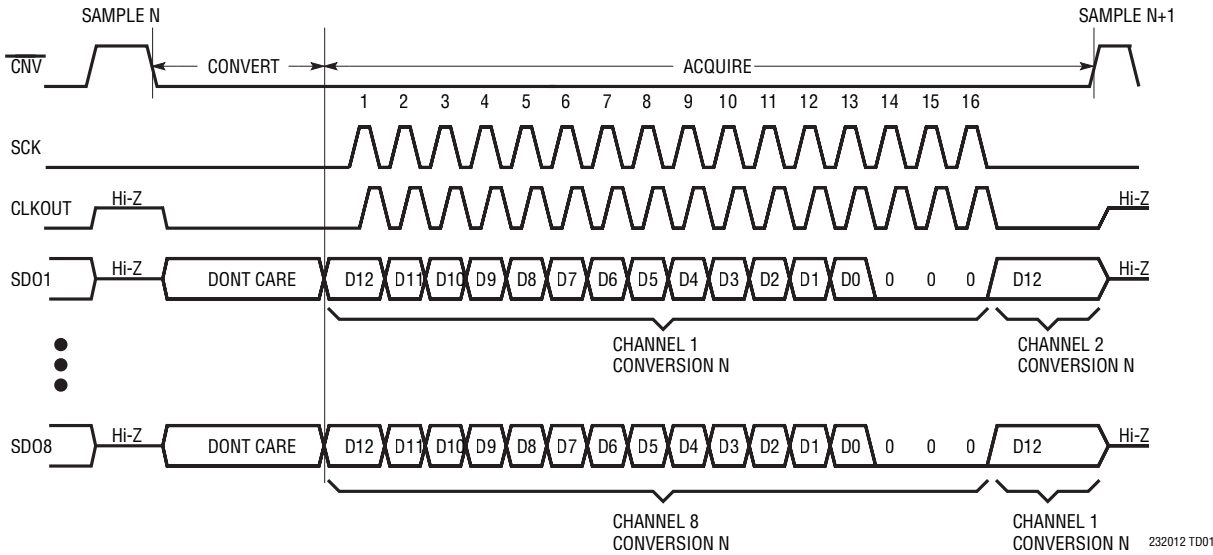 SAMPLE N SAMPLE N+1
CNV CONVERT ACQUIRE
1 2 3 4 5 6 7 8 9 10 11 12 13 14 15 16
SCK
CLKOUT Hi-Z Hi-Z
SDO1 Hi-Z DONT CARE D12 D11 D10 D9 D8 D7 D6 D5 D4 D3 D2 D1 D0 0 0 0 D12 Hi-Z
CHANNEL 1 CHANNEL 2
CONVERSION N CONVERSION N
SDO8 Hi-Z DONT CARE D12 D11 D10 D9 D8 D7 D6 D5 D4 D3 D2 D1 D0 0 0 0 D12 Hi-Z
CHANNEL 8 CHANNEL 1
CONVERSION N CONVERSION N 232012 TD01